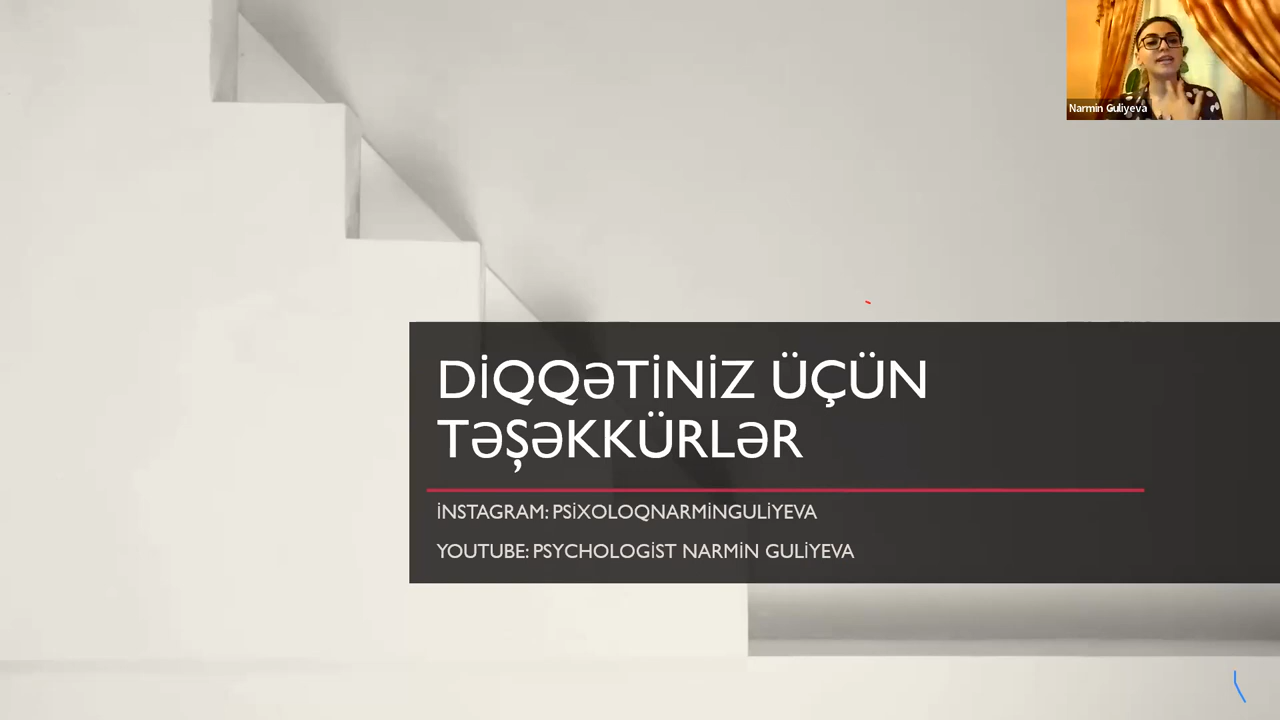 Narmin Guliyeva
DİQQƏTİNİZ ÜÇÜN
TƏŞƏKKÜRLƏR
İNSTAGRAM: PSİXOLOQNARMİNGULİYEVA
YOUTUBE: PSYCHOLOGİST NARMİN GULİYEVA